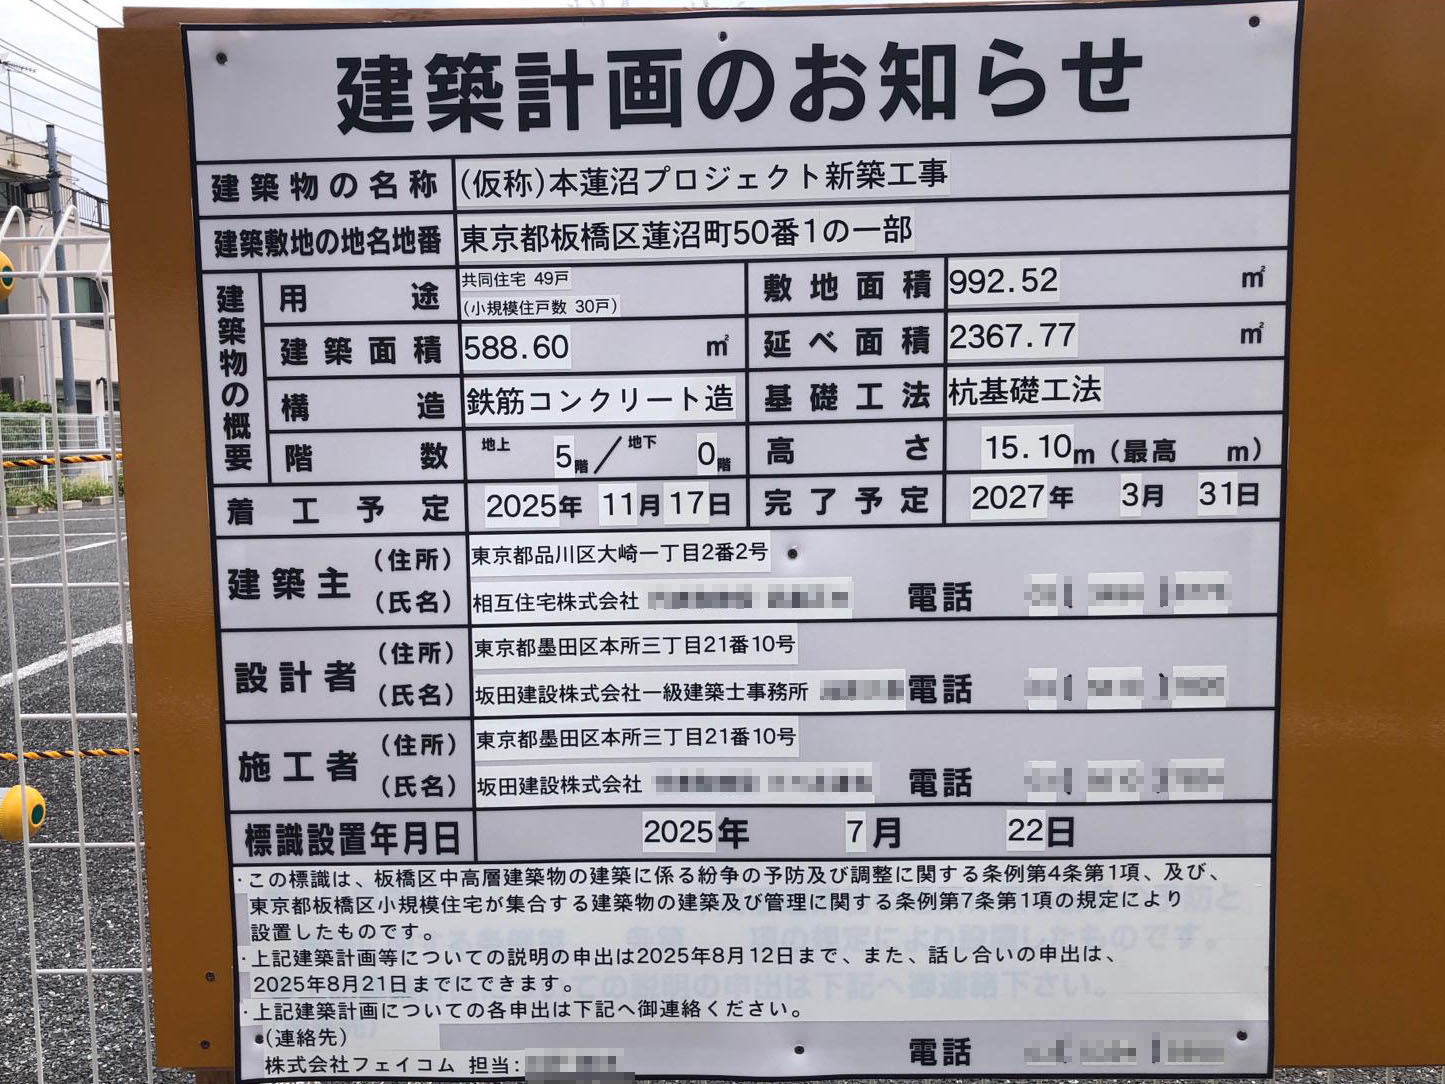 建築計画のお知らせ
建築物の名称 (仮称)本蓮沼プロジェクト新築工事
建築敷地の地名地番 東京都板橋区蓮沼町50番1の一部
建築物の概要
用途 共同住宅 49戸
(小規模住戸数 30戸)
敷地面積 992.52 ㎡
建築面積 588.60 ㎡ 延べ面積 2367.77 ㎡
構造 鉄筋コンクリート造 基礎工法 杭基礎工法
階数 地上 5階/地下 0階 高さ 15.10m(最高 m)
着工予定 2025年 11月17日 完了予定 2027年 3月 31日
建築主 (住所) 東京都品川区大崎一丁目2番2号
(氏名) 相互住宅株式会社 電話
設計者 (住所) 東京都墨田区本所三丁目21番10号
(氏名) 坂田建設株式会社一級建築士事務所 電話
施工者 (住所) 東京都墨田区本所三丁目21番10号
(氏名) 坂田建設株式会社 電話
標識設置年月日 2025年 7月 22日
・この標識は、板橋区中高層建築物の建築に係る紛争の予防及び調整に関する条例第4条第1項、及び、
東京都板橋区小規模住宅が集合する建築物の建築及び管理に関する条例第7条第1項の規定により
設置したものです。
・上記建築計画等についての説明の申出は2025年8月12日まで、また、話し合いの申出は、
2025年8月21日までにできます。
・上記建築計画についての各申出は下記へ御連絡ください。
(連絡先)
株式会社フェイコム 担当: 電話